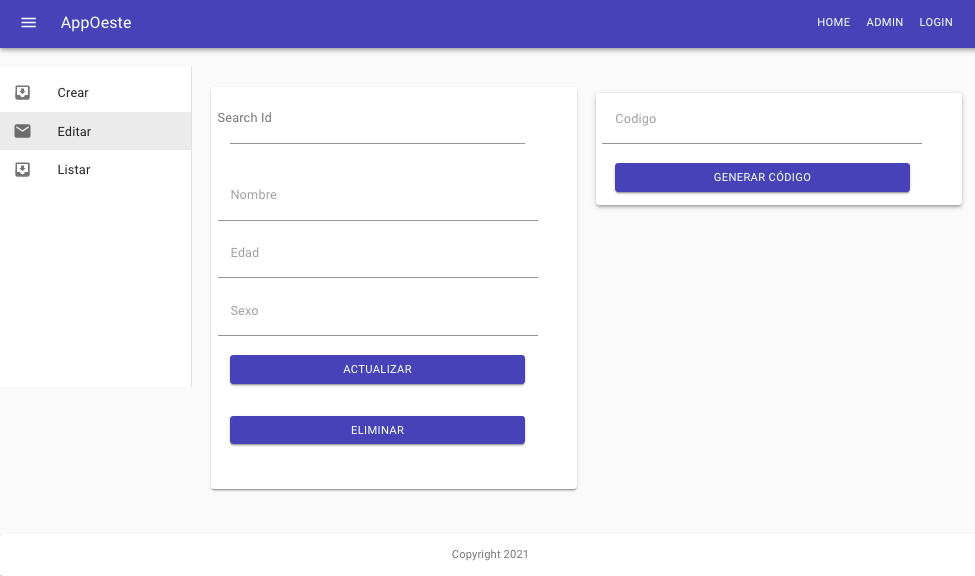 AppOeste
HOME ADMIN LOGIN
Crear
Editar
Listar
Search Id
Nombre
Edad
Sexo
ACTUALIZAR
ELIMINAR
Codigo
GENERAR CÓDIGO
Copyright 2021